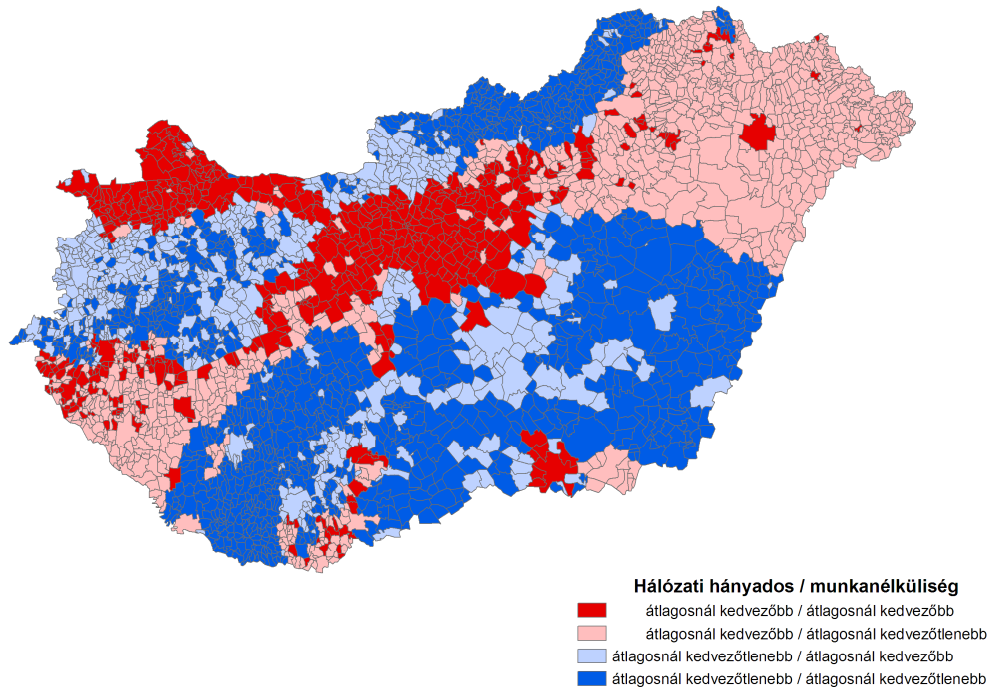 Hálózati hányados / munkanélküliség
átlagosnál kedvezőbb / átlagosnál kedvezőbb
átlagosnál kedvezőbb / átlagosnál kedvezőtlenebb
átlagosnál kedvezőtlenebb / átlagosnál kedvezőbb
átlagosnál kedvezőtlenebb / átlagosnál kedvezőtlenebb